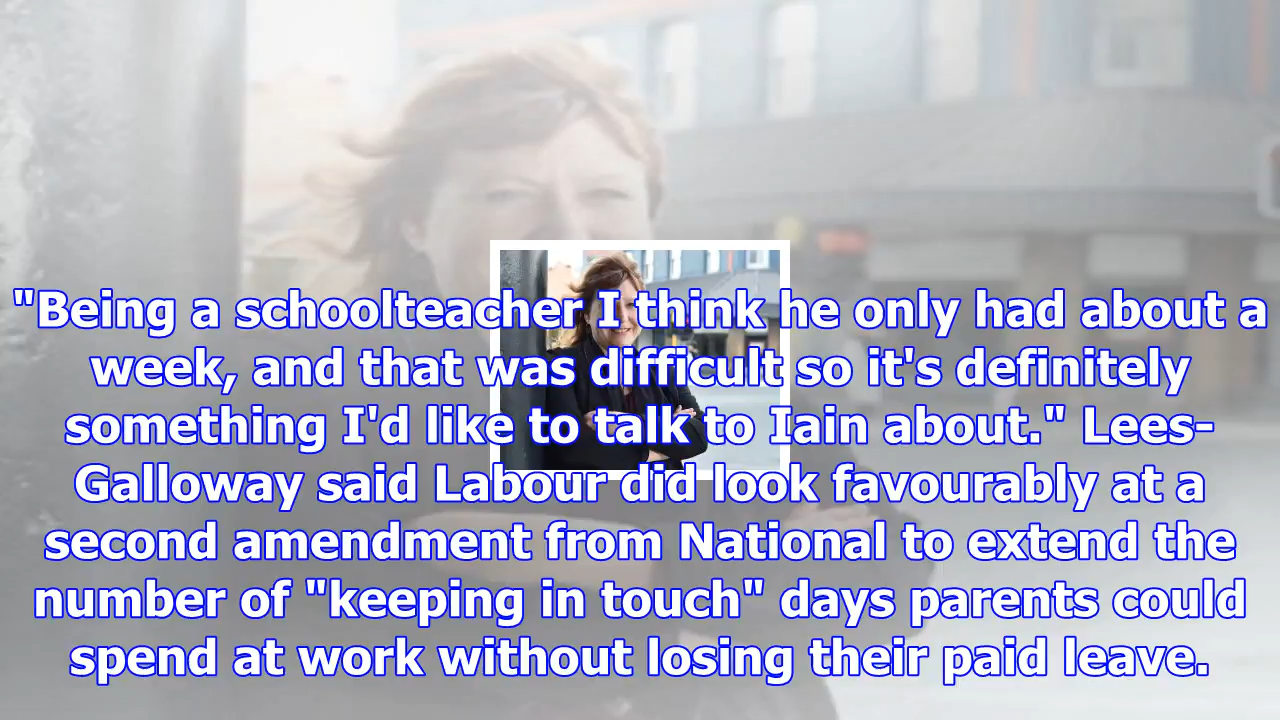 "Being a schoolteacher I think he only had about a
week, and that was difficult so it's definitely
something I'd like to talk to Iain about." Lees-
Galloway said Labour did look favourably at a
second amendment from National to extend the
number of "keeping in touch" days parents could
spend at work without losing their paid leave.